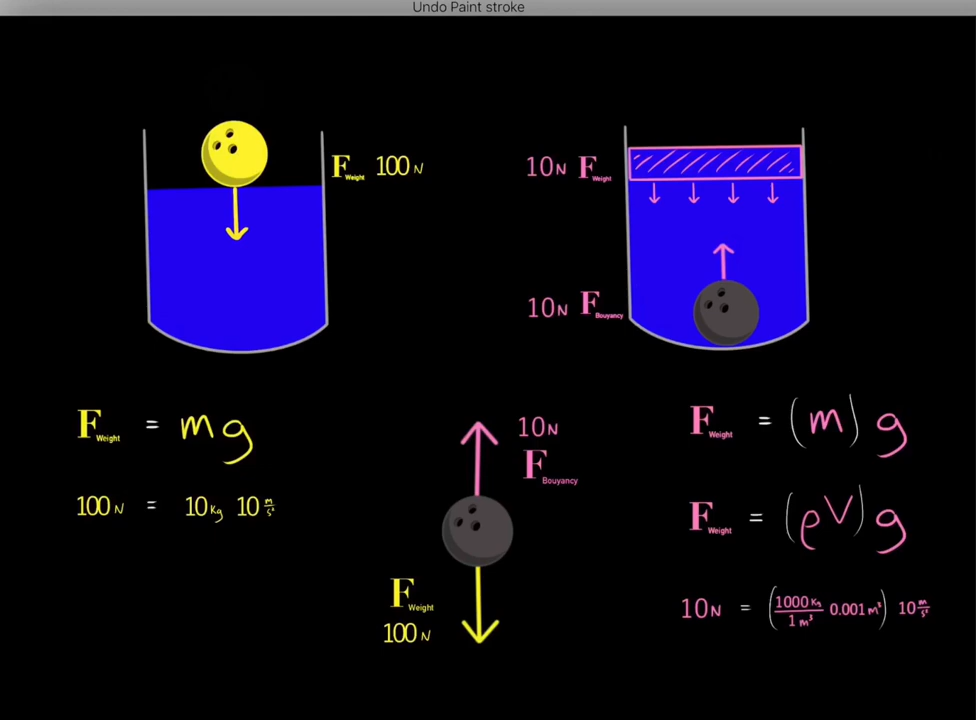 Undo Paint stroke
F Weight 100 N
10 N F Weight
10 N F Bouyancy
F Weight = mg
100 N = 10 Kg 10 m/s²
10 N
F Bouyancy
F Weight
100 N
F Weight = (m) g
F Weight = (ρV) g
10 N = (1000 Kg/1 m³ 0.001 m³) 10 m/s²